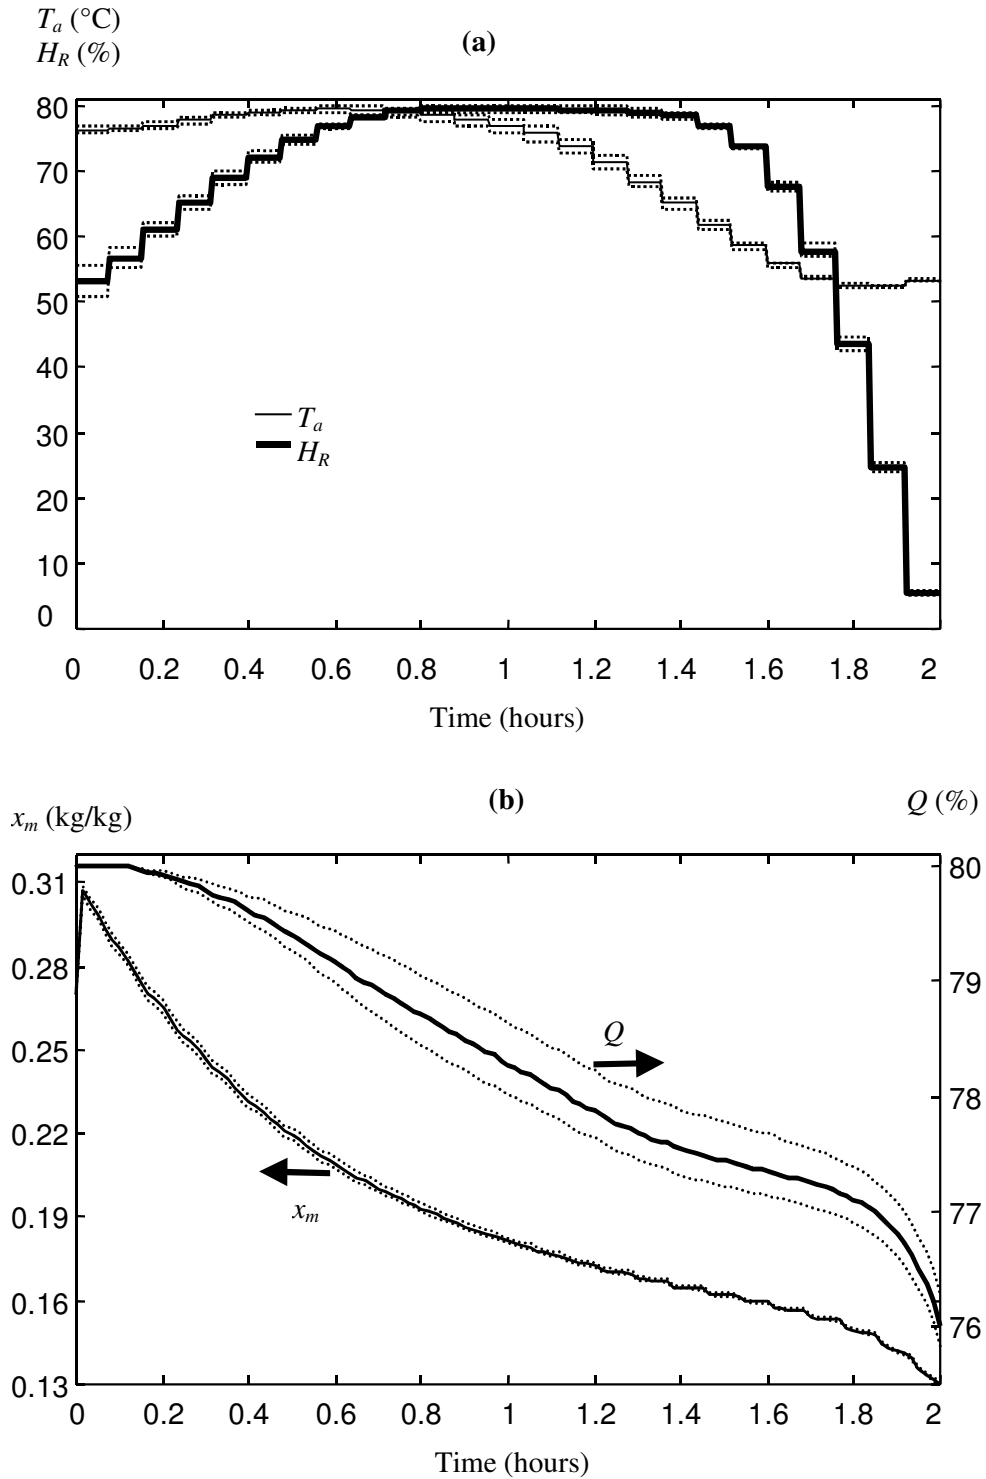 T_a (°C)
H_R (%)
(a)
80
70
60
50
40
30
20
10
0
T_a
H_R
0 0.2 0.4 0.6 0.8 1 1.2 1.4 1.6 1.8 2
Time (hours)
x_m (kg/kg)
(b)
Q (%)
0.31
0.28
0.25
0.22
0.19
0.16
0.13
80
79
78
77
76
Q
x_m
0 0.2 0.4 0.6 0.8 1 1.2 1.4 1.6 1.8 2
Time (hours)